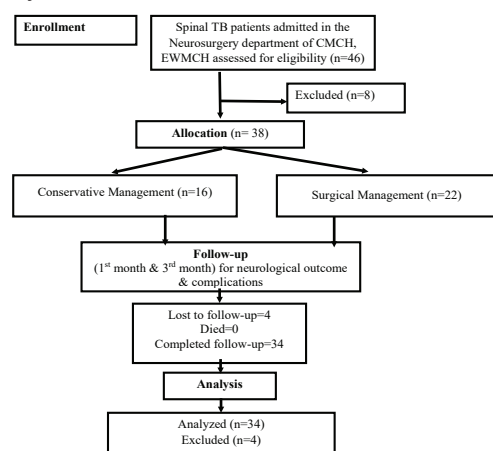 Enrollment
Spinal TB patients admitted in the
Neurosurgery department of CMCH,
EWMCH assessed for eligibility (n=46)
Excluded (n=8)
Allocation (n= 38)
Conservative Management (n=16)
Surgical Management (n=22)
Follow-up
(1st month & 3rd month) for neurological outcome
& complications
Lost to follow-up=4
Died=0
Completed follow-up=34
Analysis
Analyzed (n=34)
Excluded (n=4)